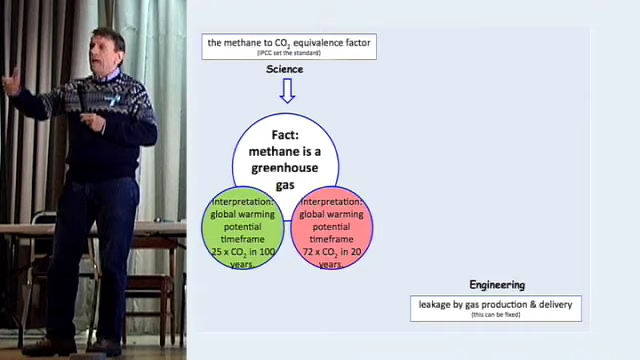 the methane to CO₂ equivalence factor
(IPCC set the standard)
Science
Fact:
methane is a
greenhouse
gas
Interpretation:
global warming
potential
timeframe
25 x CO₂ in 100
years.
Interpretation:
global warming
potential
timeframe
72 x CO₂ in 20
years.
Engineering
leakage by gas production & delivery
(this can be fixed)